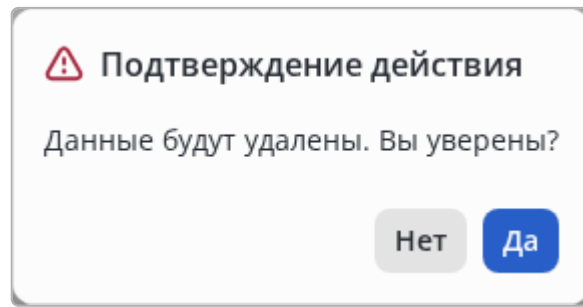 Подтверждение действия
Данные будут удалены. Вы уверены?
Нет Да